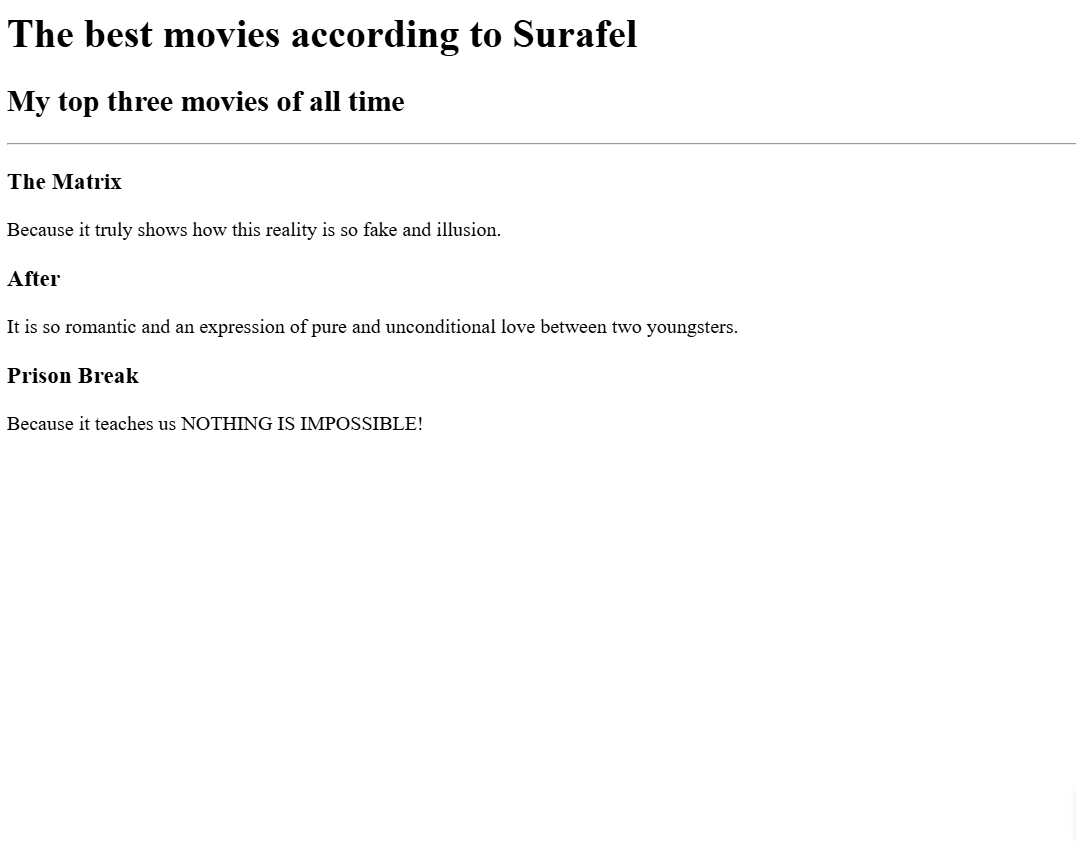 The best movies according to Surafel
My top three movies of all time
The Matrix
Because it truly shows how this reality is so fake and illusion.
After
It is so romantic and an expression of pure and unconditional love between two youngsters.
Prison Break
Because it teaches us NOTHING IS IMPOSSIBLE!